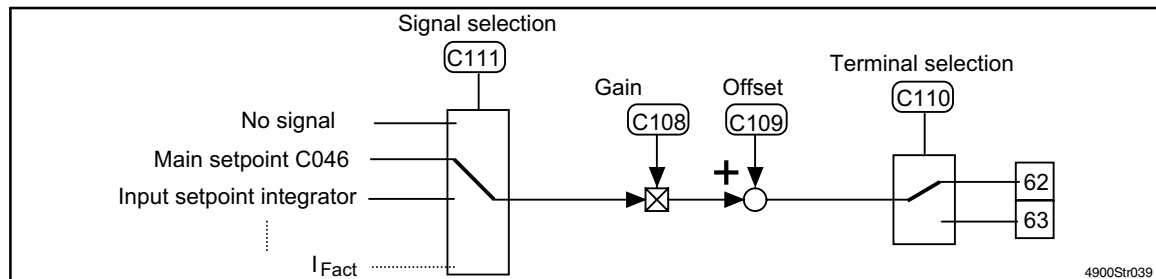 Signal selection
C111
Terminal selection
Gain
Offset
C110
No signal
C108
C109
Main setpoint C046
+
62
Input setpoint integrator
63
I Fact
4900Str039